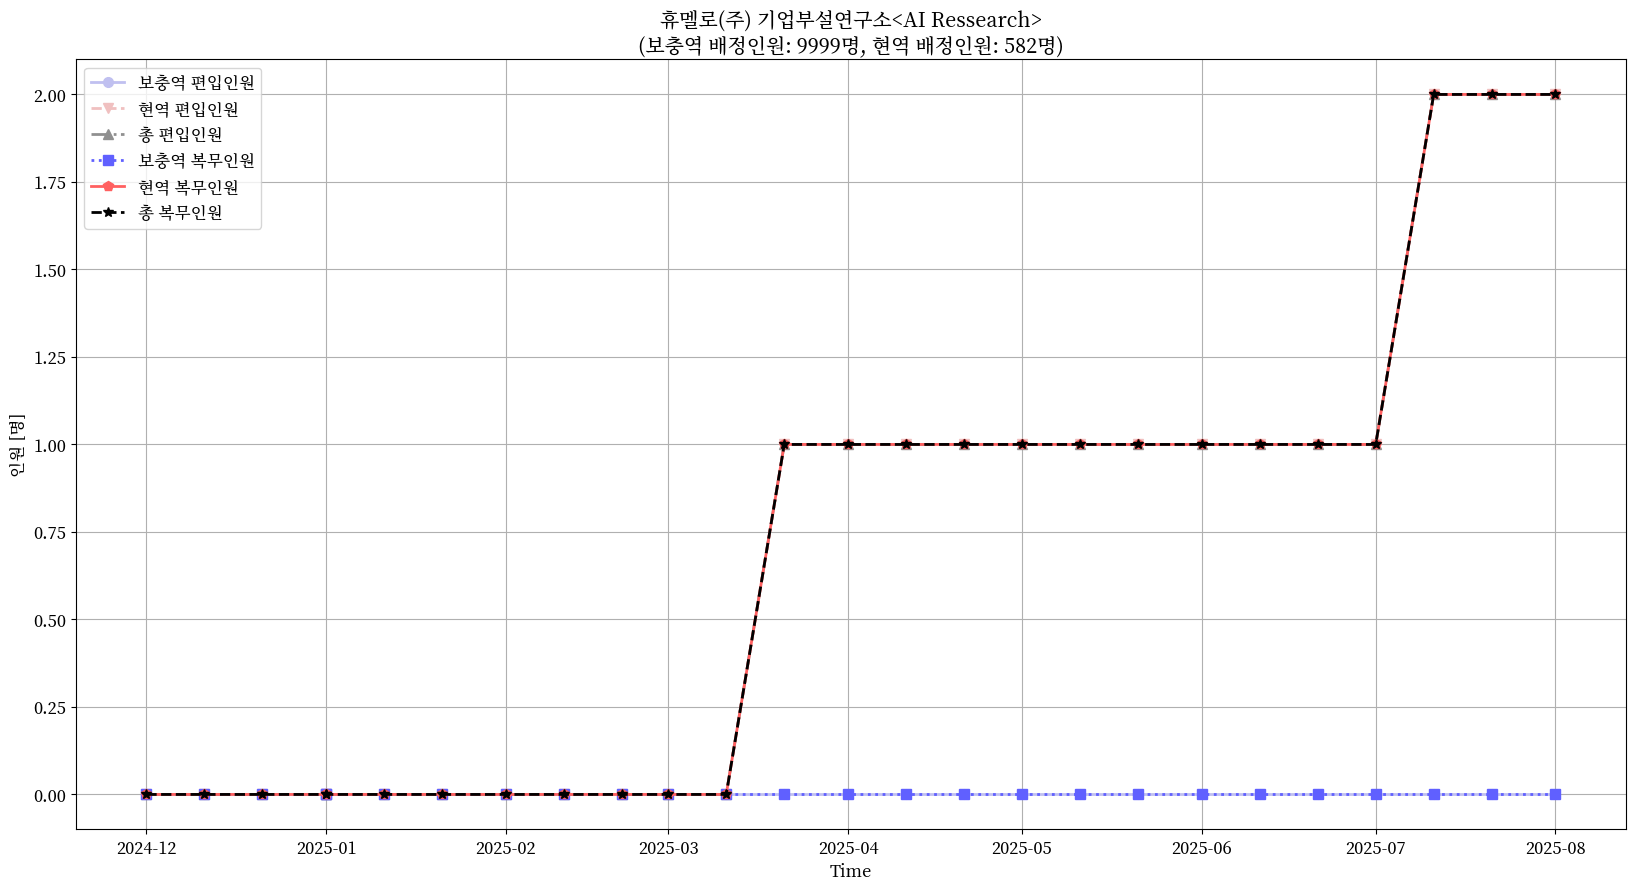 휴멜로(주) 기업부설연구소<AI Ressearch>
(보충역 배정인원: 9999명, 현역 배정인원: 582명)
보충역 편입인원
현역 편입인원
총 편입인원
보충역 복무인원
현역 복무인원
총 복무인원
인원 [명]
2.00
1.75
1.50
1.25
1.00
0.75
0.50
0.25
0.00
2024-12
2025-01
2025-02
2025-03
2025-04
2025-05
2025-06
2025-07
2025-08
Time